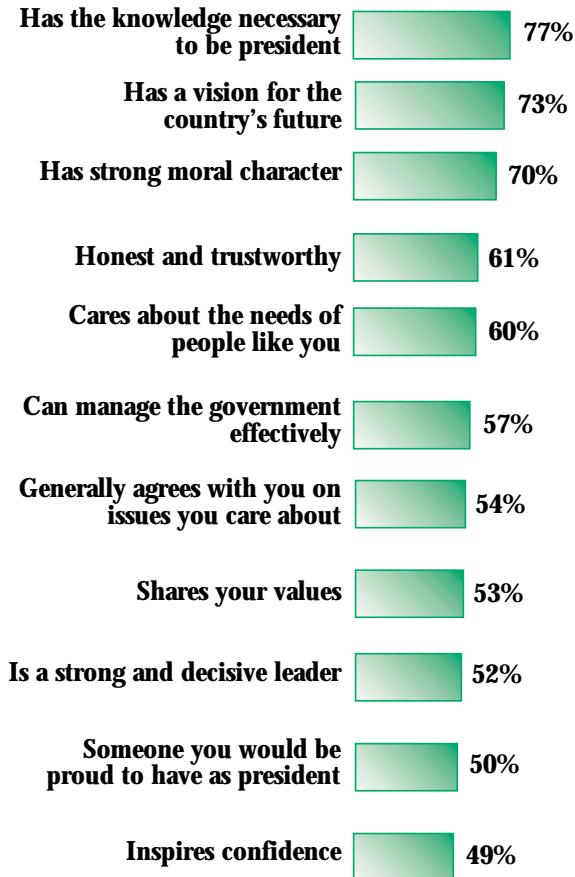 Has the knowledge necessary
to be president
77%
Has a vision for the
country's future
73%
Has strong moral character
70%
Honest and trustworthy
61%
Cares about the needs of
people like you
60%
Can manage the government
effectively
57%
Generally agrees with you on
issues you care about
54%
Shares your values
53%
Is a strong and decisive leader
52%
Someone you would be
proud to have as president
50%
Inspires confidence
49%